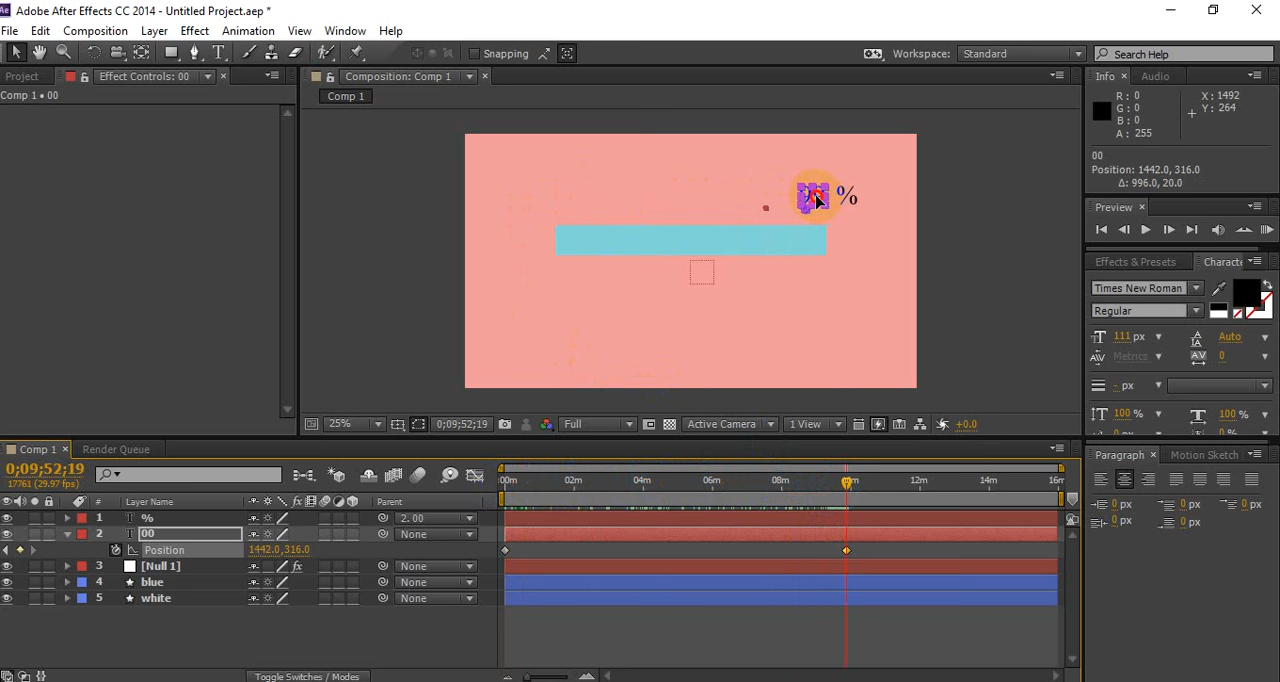 Adobe After Effects CC 2014 - Untitled Project.aep *
File Edit Composition Layer Effect Animation View Window Help
Snapping Workspace: Standard Search Help
Project Effect Controls: 00 Composition: Comp 1 Info Audio
Comp 1 • 00
Comp 1
R: 0 X: 1492
G: 0 Y: 264
B: 0
A: 255
00
Position: 1442.0, 316.0
Δ: 996.0, 20.0
%
Preview
Effects & Presets Characte
Times New Roman
Regular
111 px Auto
Metrics 0
- px
100 % 100 %
25% 0;09;52;19 Full Active Camera 1 View +0.0
Comp 1 Render Queue
Paragraph Motion Sketch
0;09;52;19
17761 (29.97 fps)
:00m 02m 04m 06m 08m 12m 14m 16m
# Layer Name Parent
1 T % 2. 00
2 T 00 None
Position 1442.0,316.0
3 [Null 1] None
4 blue None
5 white None
0 px 0 px 0 px
0 px 0 px
Toggle Switches / Modes